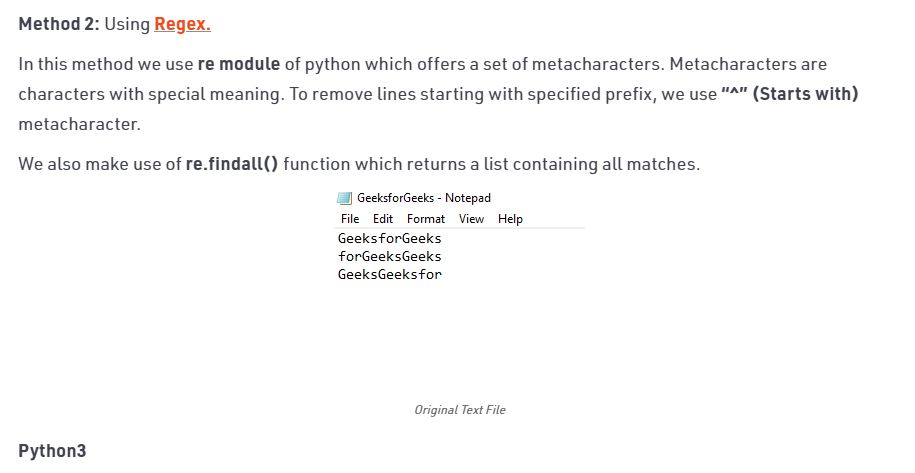 Method 2: Using Regex.
In this method we use re module of python which offers a set of metacharacters. Metacharacters are
characters with special meaning. To remove lines starting with specified prefix, we use “^” (Starts with)
metacharacter.
We also make use of re.findall() function which returns a list containing all matches.
GeeksforGeeks - Notepad
File Edit Format View Help
GeeksforGeeks
forGeeksGeeks
GeeksGeeksfor
Original Text File
Python3